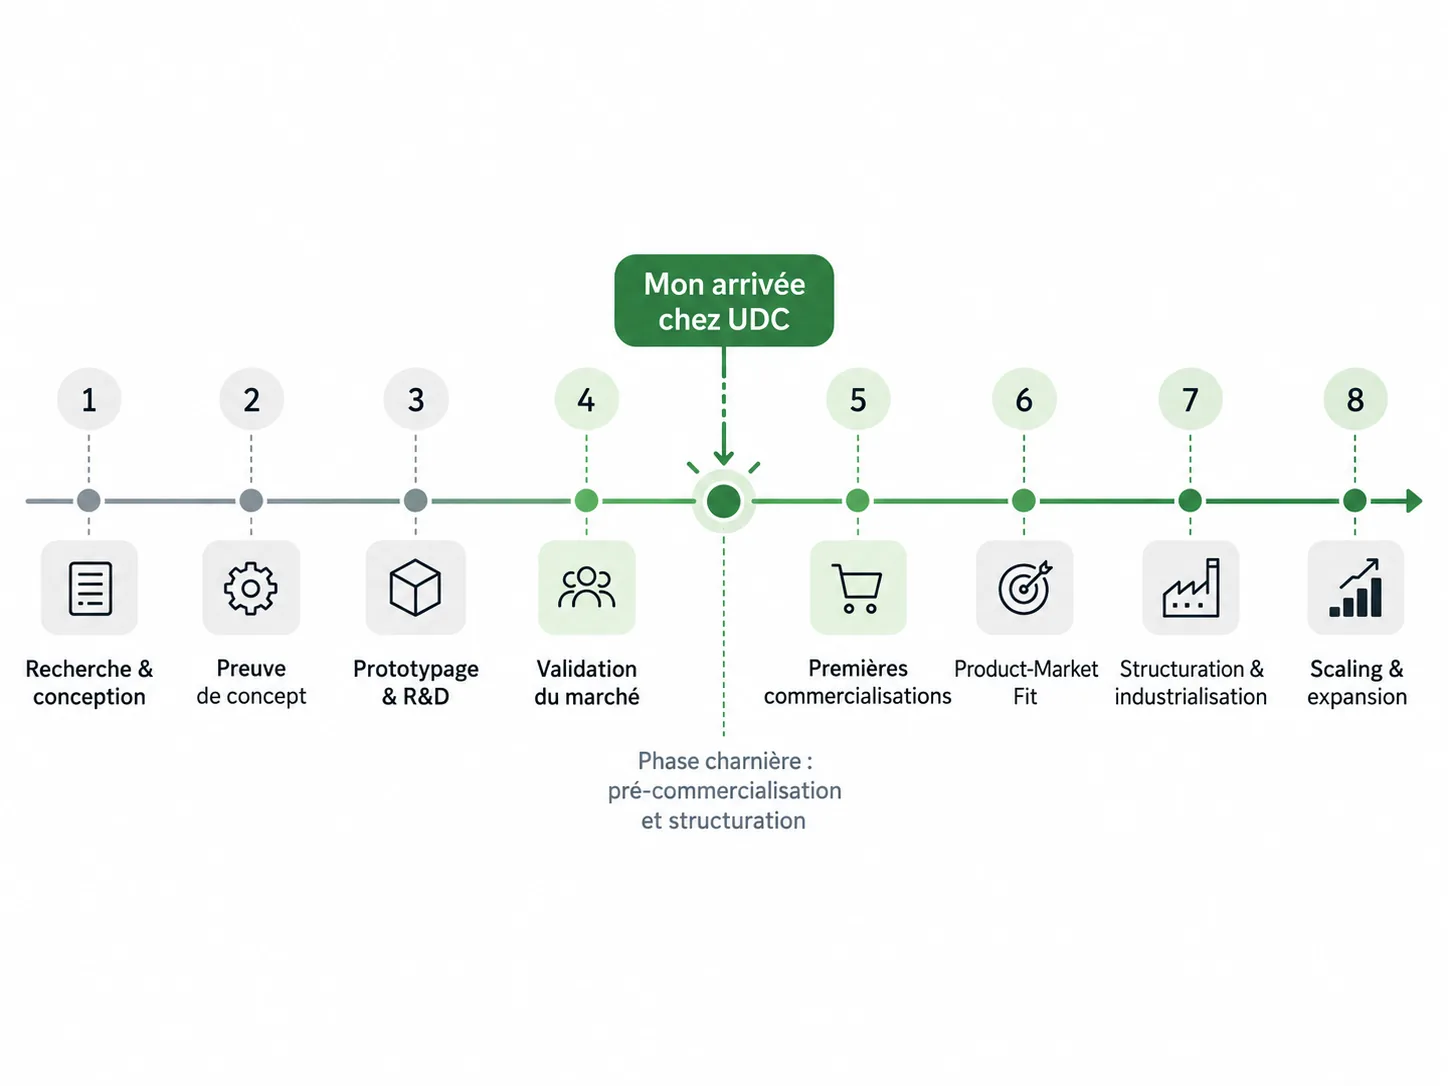 Mon arrivée
chez UDC
1
2
3
4
5
6
7
8
Recherche &
conception
Preuve
de concept
Prototypage
& R&D
Validation
du marché
Premières
commercialisations
Product-Market
Fit
Structuration &
industrialisation
Scaling &
expansion
Phase charnière :
pré-commercialisation
et structuration